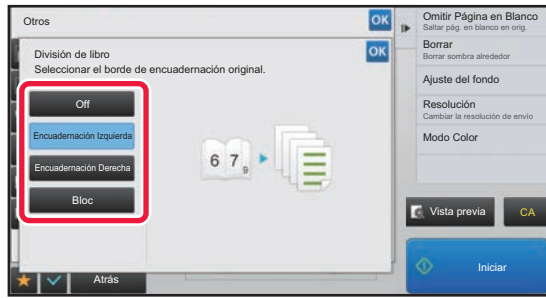 Otros
OK
División de libro
OK
Seleccionar el borde de encuadernación original.
Off
Encuadernación Izquierda
Encuadernación Derecha
Bloc
6 7 9
Atrás
Omitir Página en Blanco
Saltar pág. en blanco en orig.
Borrar
Borrar sombra alrededor
Ajuste del fondo
Resolución
Cambiar la resolución de envío
Modo Color
Vista previa
CA
Iniciar